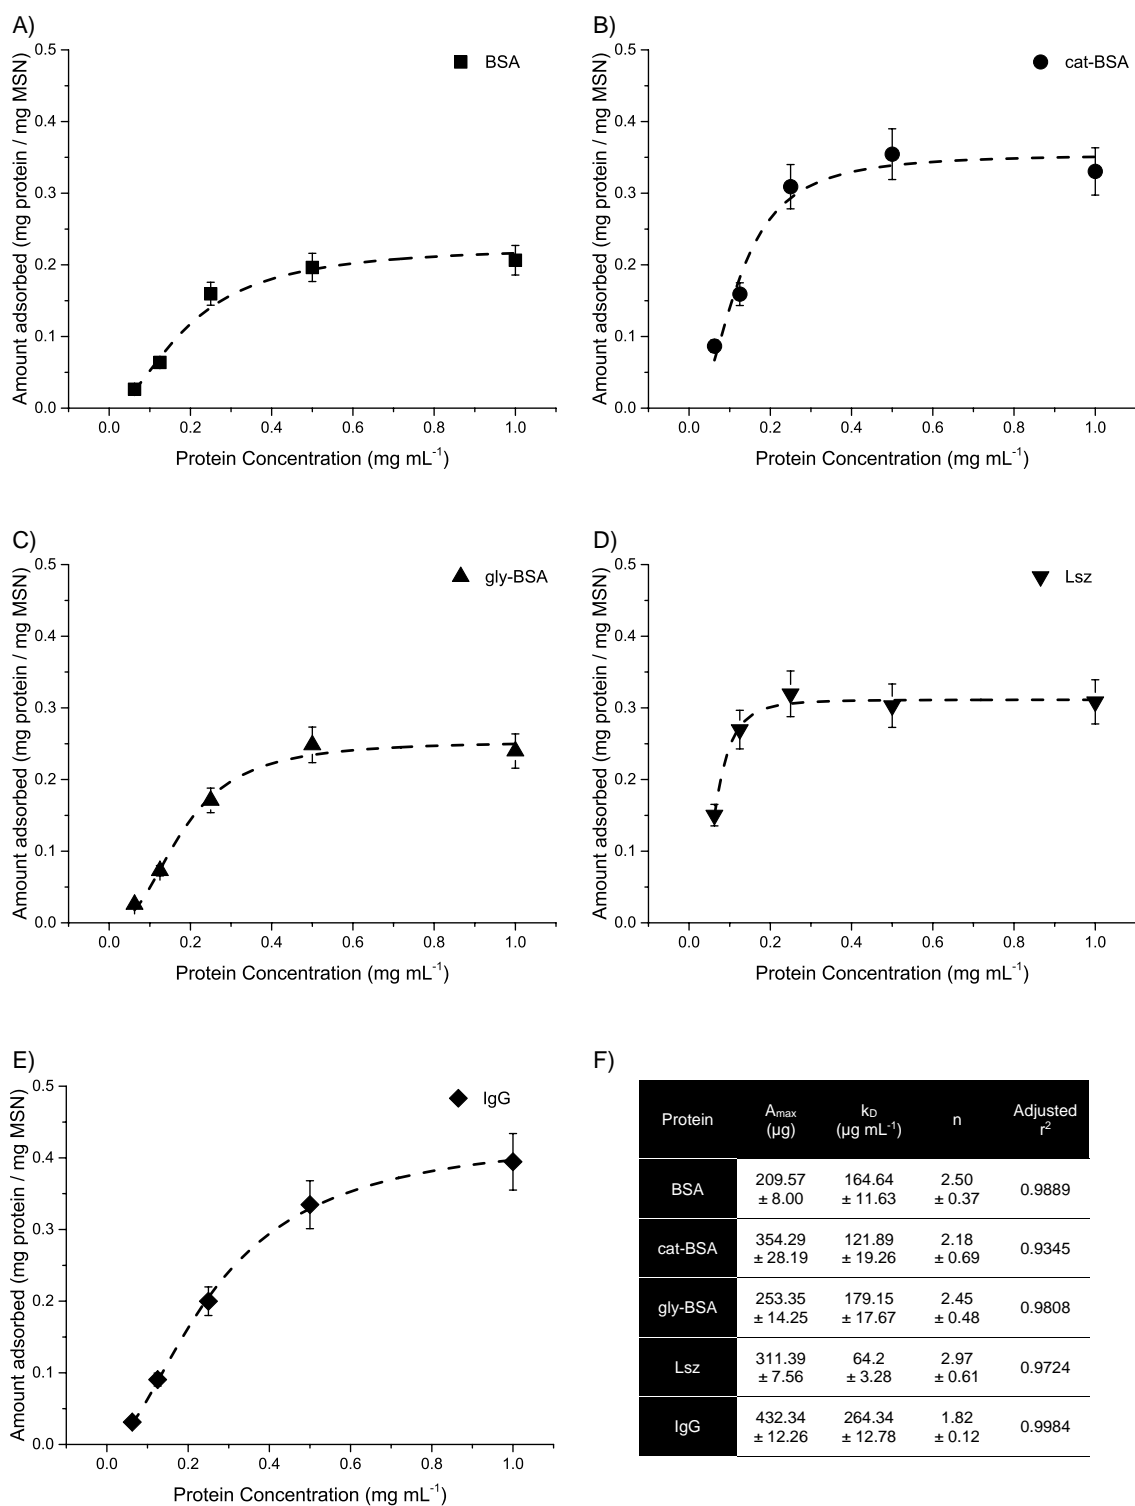 A)
BSA
Amount adsorbed (mg protein / mg MSN)
0.5
0.4
0.3
0.2
0.1
0.0
0.0 0.2 0.4 0.6 0.8 1.0
Protein Concentration (mg mL-1)
B)
cat-BSA
Amount adsorbed (mg protein / mg MSN)
0.5
0.4
0.3
0.2
0.1
0.0
0.0 0.2 0.4 0.6 0.8 1.0
Protein Concentration (mg mL-1)
C)
gly-BSA
Amount adsorbed (mg protein / mg MSN)
0.5
0.4
0.3
0.2
0.1
0.0
0.0 0.2 0.4 0.6 0.8 1.0
Protein Concentration (mg mL-1)
D)
Lsz
Amount adsorbed (mg protein / mg MSN)
0.5
0.4
0.3
0.2
0.1
0.0
0.0 0.2 0.4 0.6 0.8 1.0
Protein Concentration (mg mL-1)
E)
IgG
Amount adsorbed (mg protein / mg MSN)
0.5
0.4
0.3
0.2
0.1
0.0
0.0 0.2 0.4 0.6 0.8 1.0
Protein Concentration (mg mL-1)
F)
Protein Amax (µg) kD (µg mL-1) n Adjusted r2
BSA 209.57 ± 8.00 164.64 ± 11.63 2.50 ± 0.37 0.9889
cat-BSA 354.29 ± 28.19 121.89 ± 19.26 2.18 ± 0.69 0.9345
gly-BSA 253.35 ± 14.25 179.15 ± 17.67 2.45 ± 0.48 0.9808
Lsz 311.39 ± 7.56 64.2 ± 3.28 2.97 ± 0.61 0.9724
IgG 432.34 ± 12.26 264.34 ± 12.78 1.82 ± 0.12 0.9984